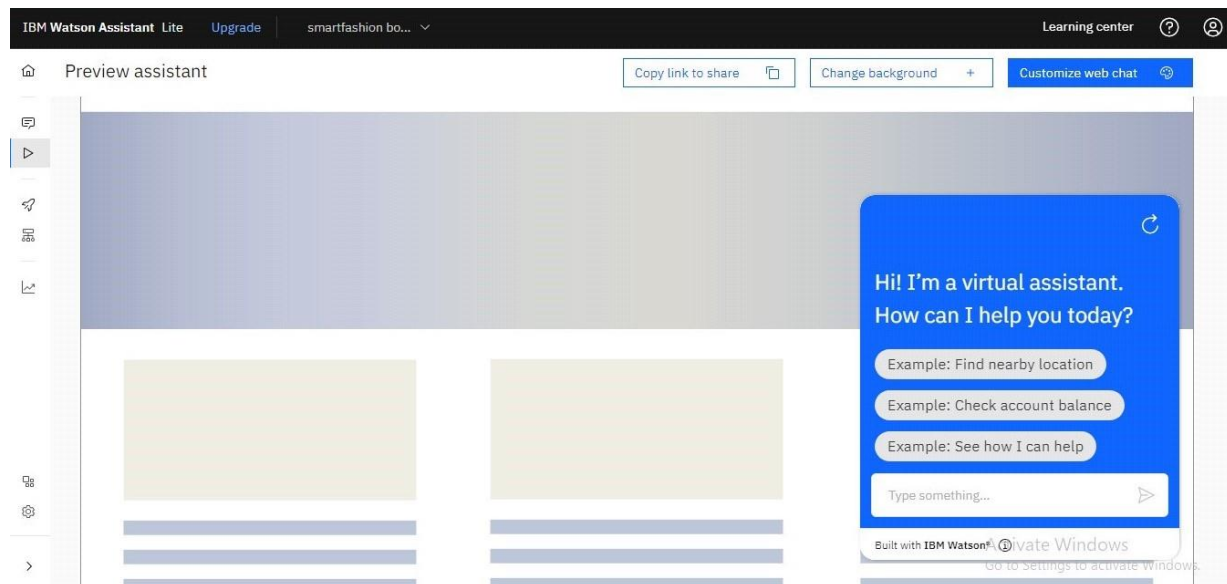 IBM Watson Assistant Lite Upgrade smartfashion bo... Learning center
Preview assistant Copy link to share Change background + Customize web chat
Hi! I'm a virtual assistant.
How can I help you today?
Example: Find nearby location
Example: Check account balance
Example: See how I can help
Type something...
Built with IBM Watson®
Activate Windows
Go to Settings to activate Windows.